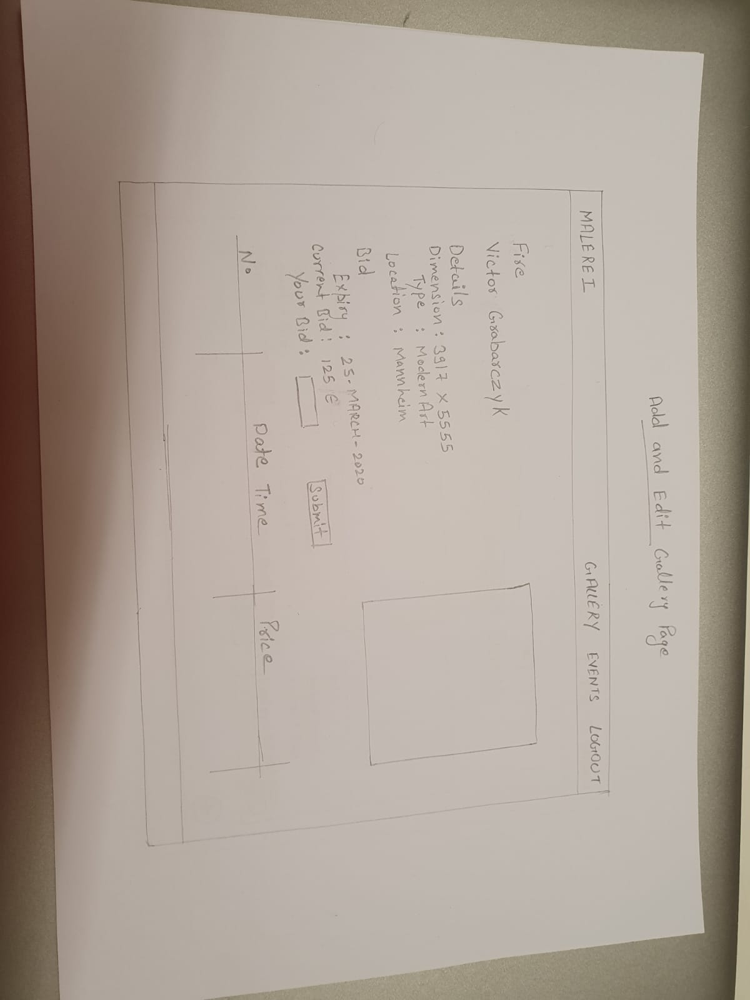 Add and Edit Gallery Page
MALEREI GALLERY EVENTS LOGOUT
Fire
Victor Grabarczyk
Details
Dimension : 3917 x 5555
Type : Modern Art
Location : Mannheim
Bid
Expiry : 25-MARCH-2020
Current Bid : 125 €
Your Bid :
Submit
No Date Time Price